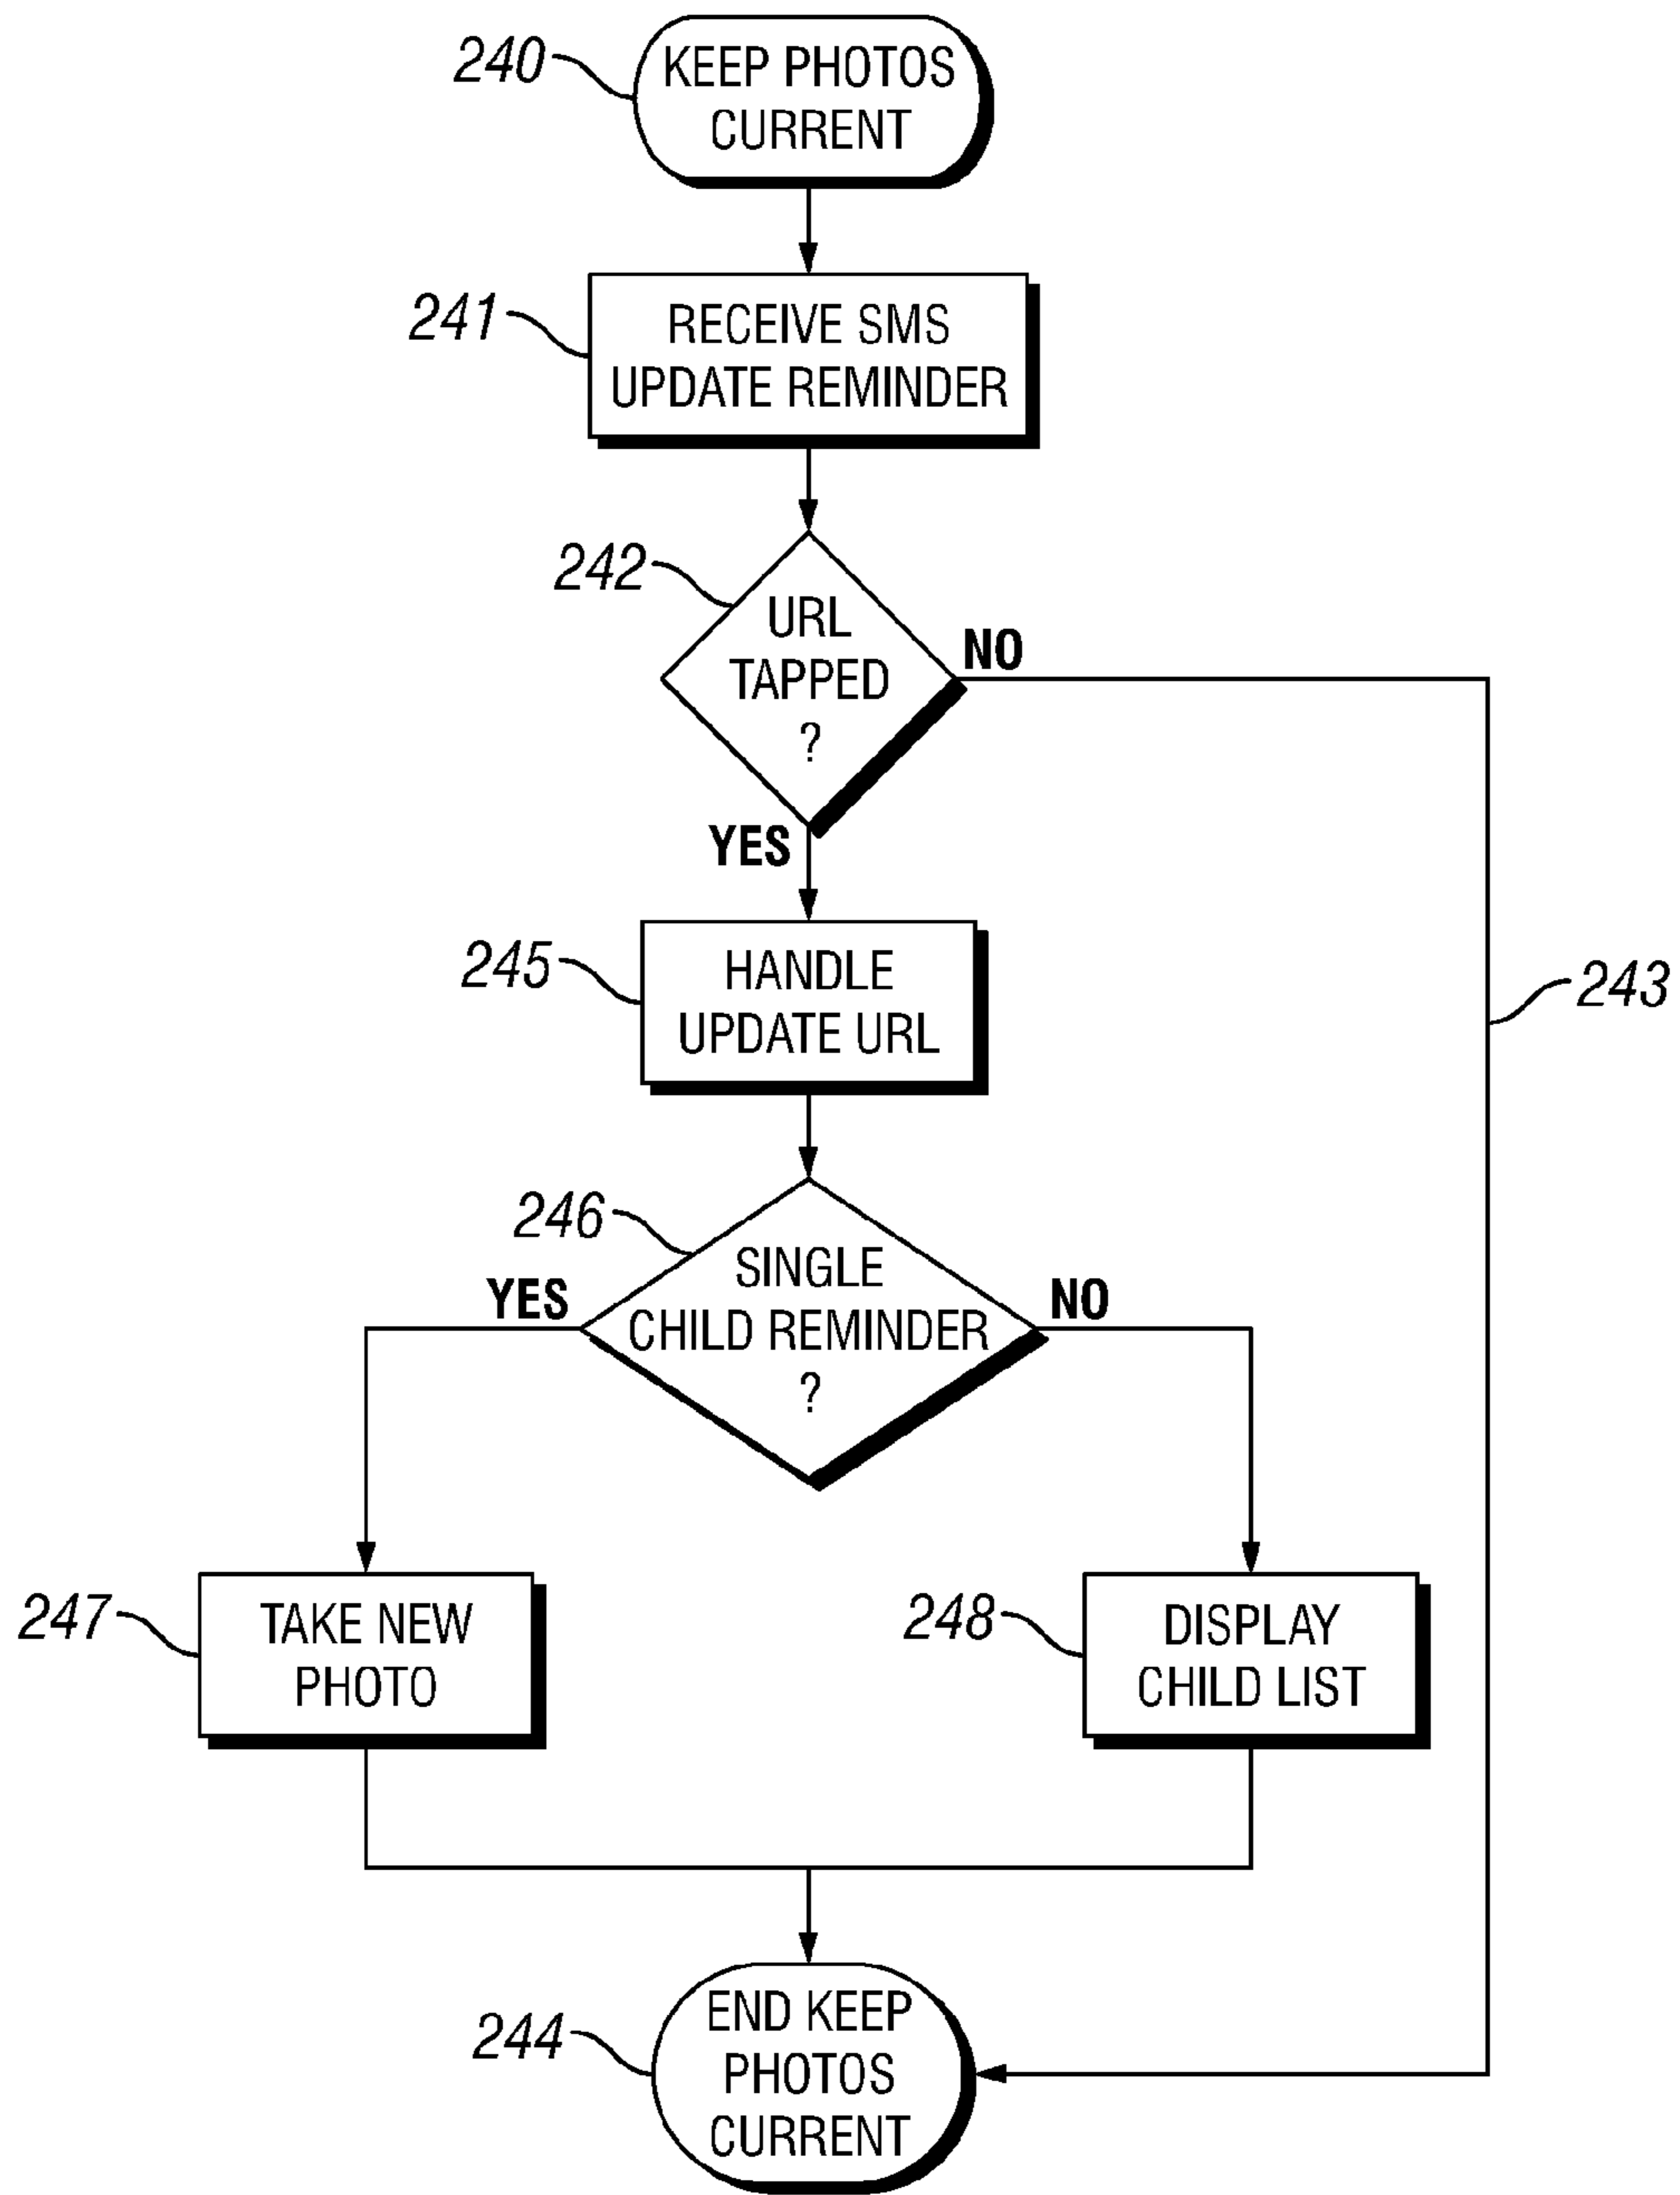 240
KEEP PHOTOS
CURRENT
241
RECEIVE SMS
UPDATE REMINDER
242
URL
TAPPED
?
NO
YES
245
HANDLE
UPDATE URL
243
246
SINGLE
CHILD REMINDER
?
YES
NO
247
TAKE NEW
PHOTO
248
DISPLAY
CHILD LIST
244
END KEEP
PHOTOS
CURRENT